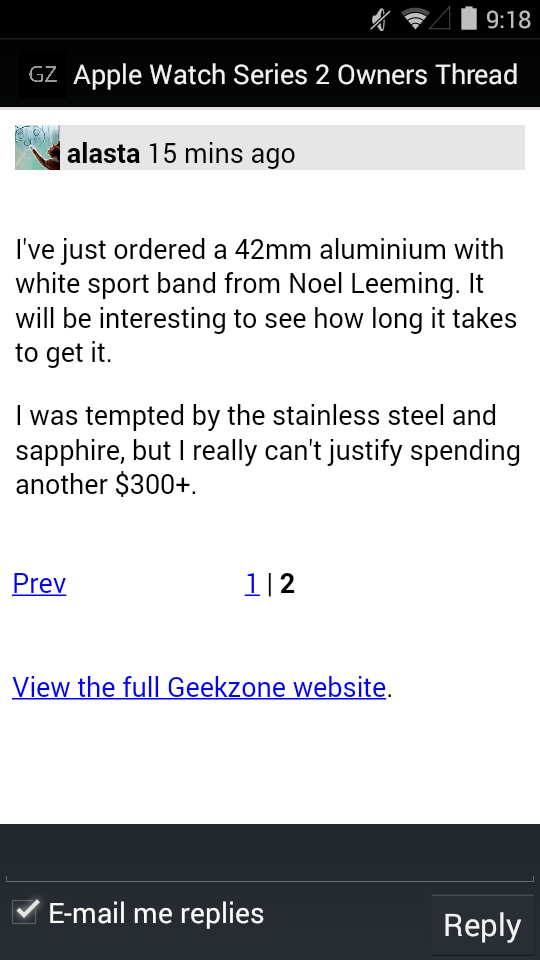 9:18
GZ Apple Watch Series 2 Owners Thread
alasta 15 mins ago
I've just ordered a 42mm aluminium with
white sport band from Noel Leeming. It
will be interesting to see how long it takes
to get it.
I was tempted by the stainless steel and
sapphire, but I really can't justify spending
another $300+.
Prev 1 | 2
View the full Geekzone website.
E-mail me replies
Reply